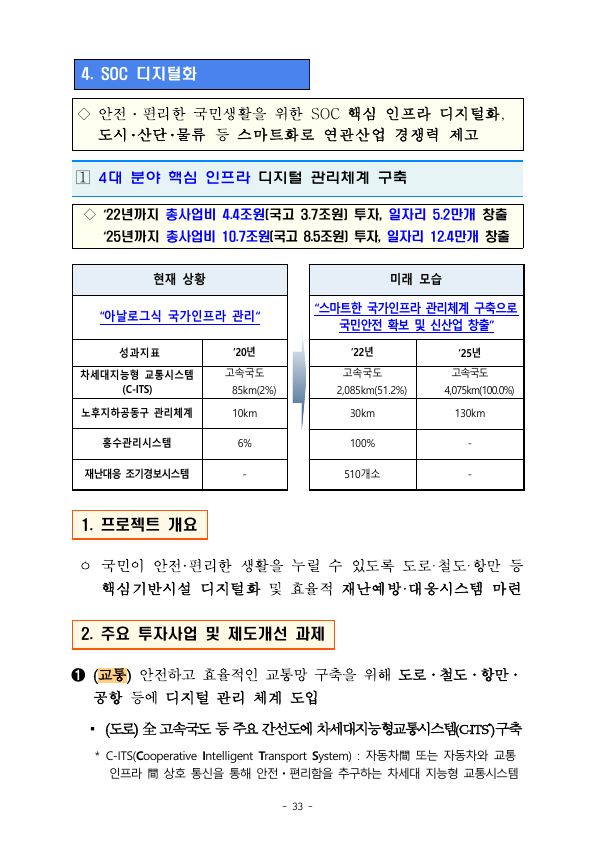 4. SOC 디지털화
◇ 안전・편리한 국민생활을 위한 SOC 핵심 인프라 디지털화,
도시·산단·물류 등 스마트화로 연관산업 경쟁력 제고
1 4대 분야 핵심 인프라 디지털 관리체계 구축
◇ ‘22년까지 총사업비 4.4조원(국고 3.7조원) 투자, 일자리 5.2만개 창출
‘25년까지 총사업비 10.7조원(국고 8.5조원) 투자, 일자리 12.4만개 창출
현재 상황 미래 모습
“아날로그식 국가인프라 관리” “스마트한 국가인프라 관리체계 구축으로
국민안전 확보 및 신산업 창출”
성과지표 ‘20년 ‘22년 ‘25년
차세대지능형 교통시스템 고속국도 고속국도 고속국도
(C-ITS) 85km(2%) 2,085km(51.2%) 4,075km(100.0%)
노후지하공동구 관리체계 10km 30km 130km
홍수관리시스템 6% 100% -
재난대응 조기경보시스템 - 510개소 -
1. 프로젝트 개요
ㅇ 국민이 안전·편리한 생활을 누릴 수 있도록 도로·철도·항만 등
핵심기반시설 디지털화 및 효율적 재난예방·대응시스템 마련
2. 주요 투자사업 및 제도개선 과제
❶ (교통) 안전하고 효율적인 교통망 구축을 위해 도로・철도・항만・
공항 등에 디지털 관리 체계 도입
▪ (도로) 全 고속국도 등 주요 간선도에 차세대지능형교통시스템(C-ITS*) 구축
* C-ITS(Cooperative Intelligent Transport System) : 자동차間 또는 자동차와 교통
인프라 間 상호 통신을 통해 안전・편리함을 추구하는 차세대 지능형 교통시스템
- 33 -